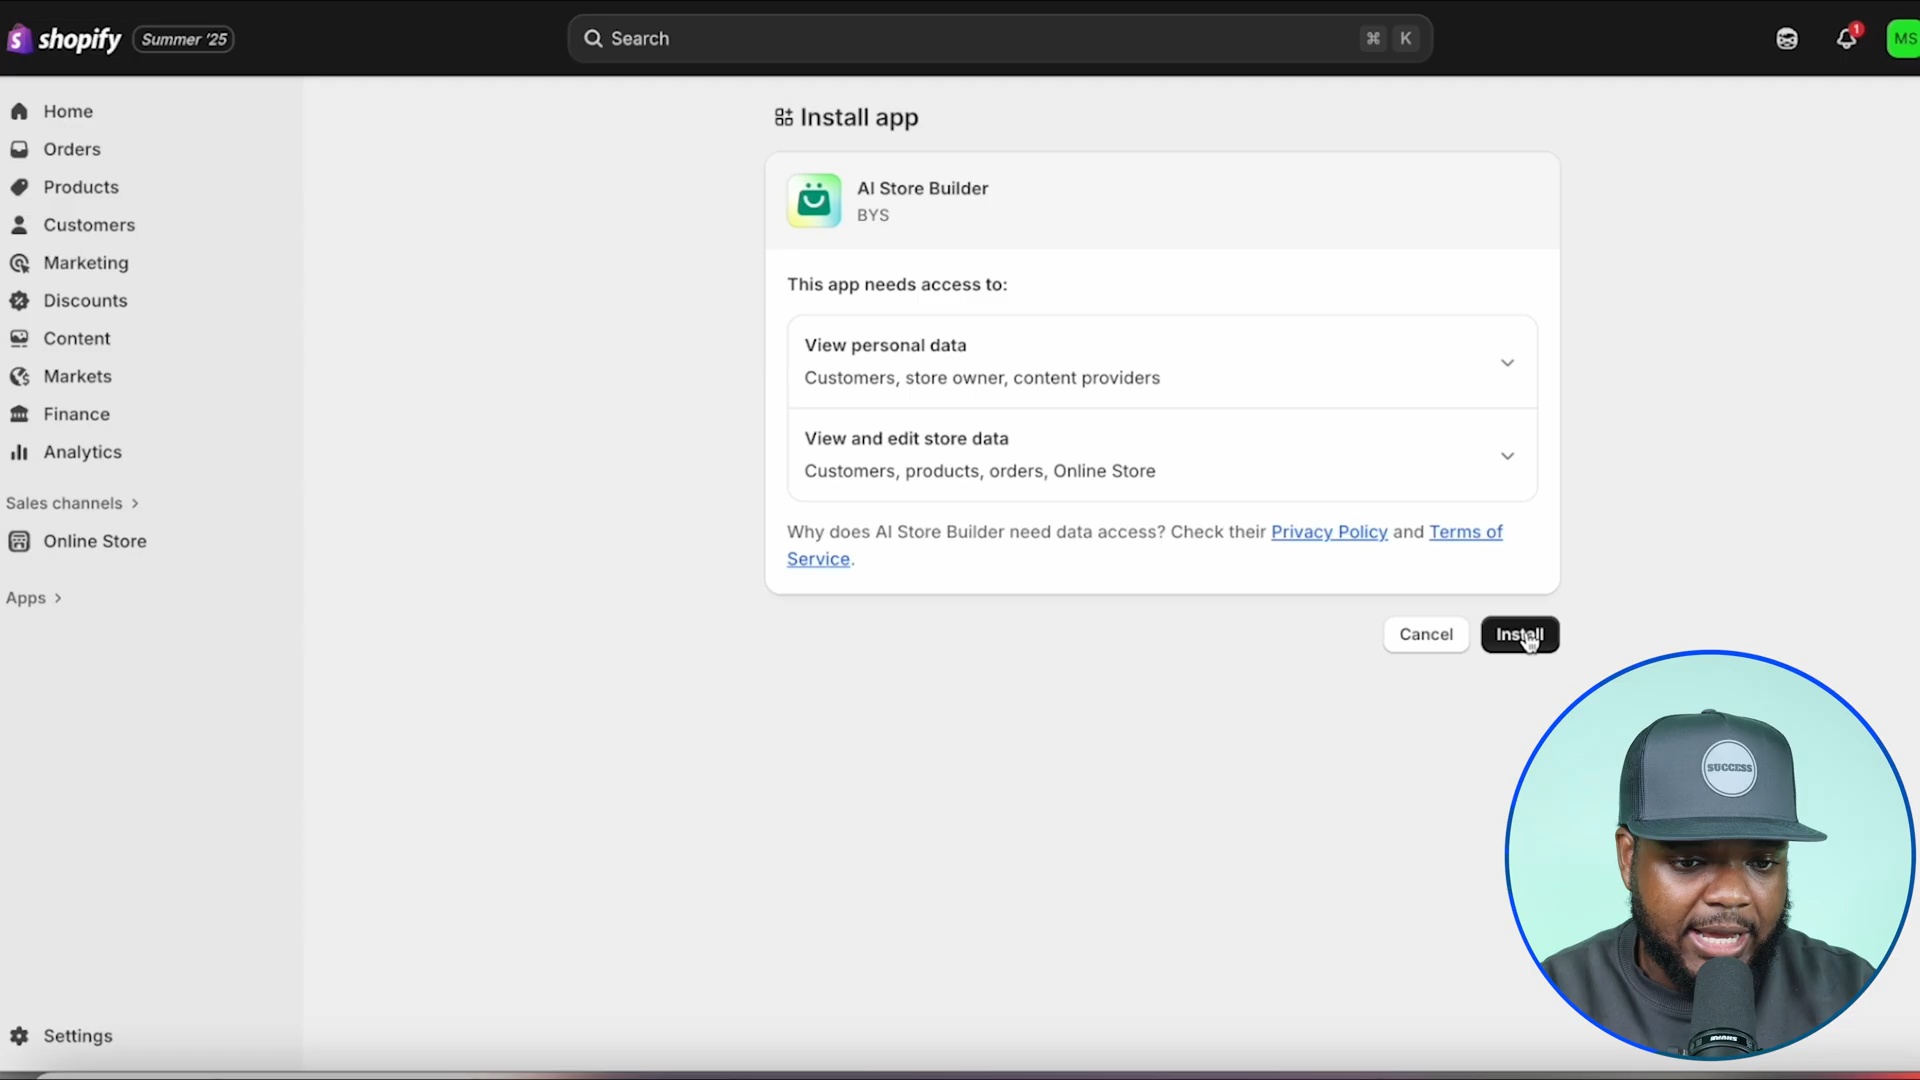 shopify
Summer '25
Search
⌘ K
1
MS
Home
Orders
Products
Customers
Marketing
Discounts
Content
Markets
Finance
Analytics
Sales channels
Online Store
Apps
Settings
Install app
AI Store Builder
BYS
This app needs access to:
View personal data
Customers, store owner, content providers
View and edit store data
Customers, products, orders, Online Store
Why does AI Store Builder need data access? Check their Privacy Policy and Terms of
Service.
Cancel
Install
SUCCESS
SHURE